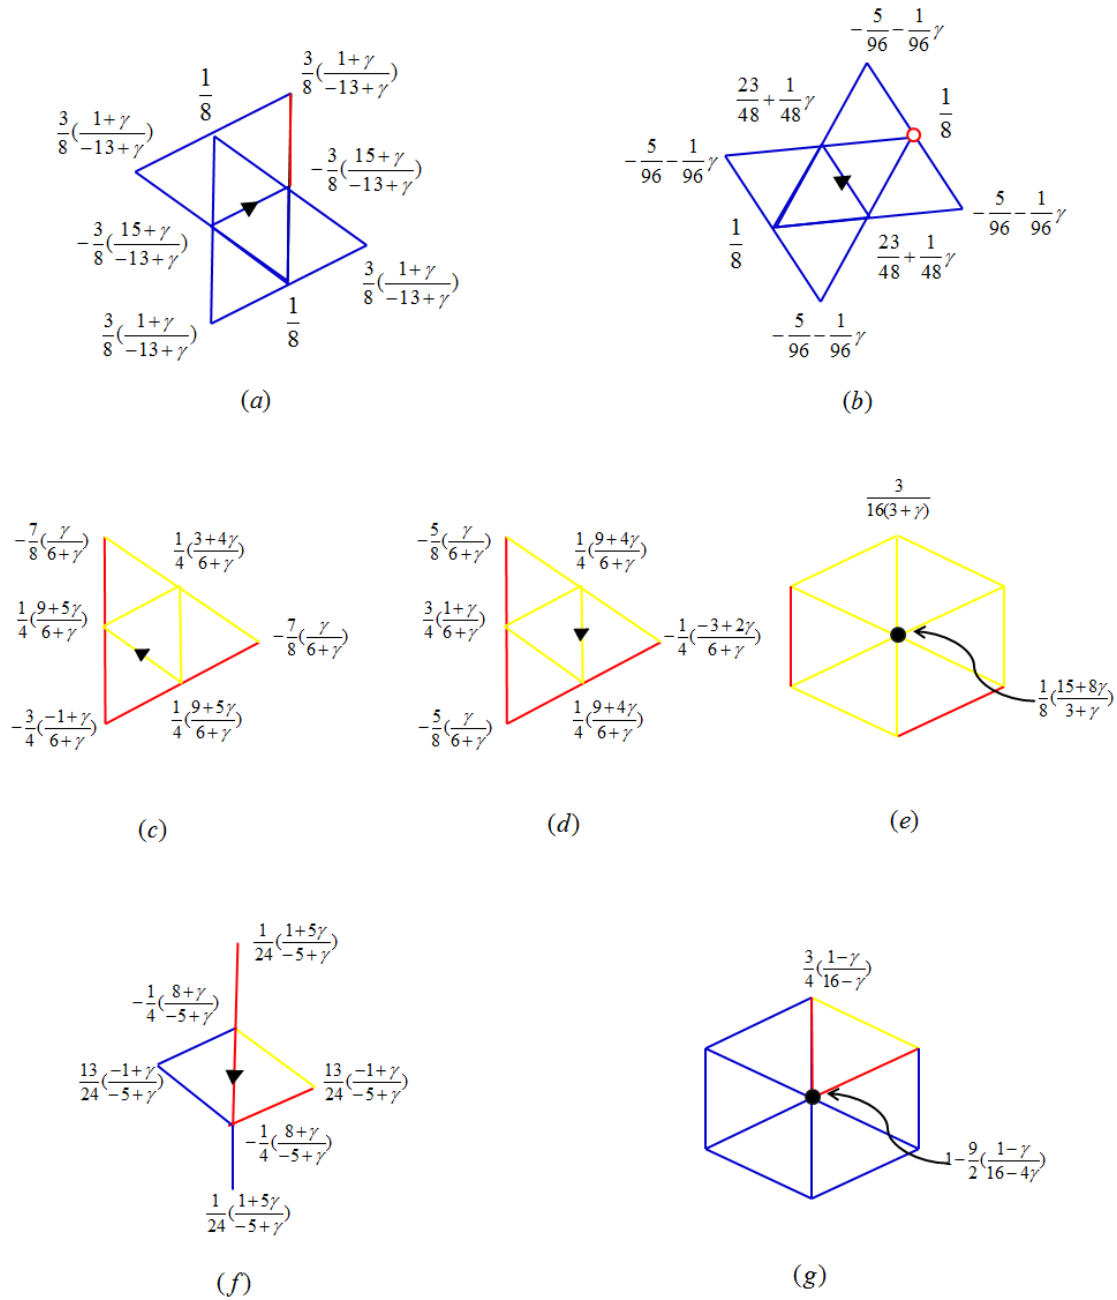 3/8(1+γ/-13+γ)
1/8
3/8(1+γ/-13+γ)
-3/8(15+γ/-13+γ)
-3/8(15+γ/-13+γ)
3/8(1+γ/-13+γ)
3/8(1+γ/-13+γ)
1/8
(a)
-5/96-1/96γ
23/48+1/48γ
1/8
-5/96-1/96γ
-5/96-1/96γ
1/8
23/48+1/48γ
-5/96-1/96γ
(b)
-7/8(γ/6+γ)
1/4(3+4γ/6+γ)
1/4(9+5γ/6+γ)
-7/8(γ/6+γ)
-3/4(-1+γ/6+γ)
1/4(9+5γ/6+γ)
(c)
-5/8(γ/6+γ)
1/4(9+4γ/6+γ)
3/4(1+γ/6+γ)
-1/4(-3+2γ/6+γ)
-5/8(γ/6+γ)
1/4(9+4γ/6+γ)
(d)
3/16(3+γ)
1/8(15+8γ/3+γ)
(e)
1/24(1+5γ/-5+γ)
-1/4(8+γ/-5+γ)
13/24(-1+γ/-5+γ)
13/24(-1+γ/-5+γ)
-1/4(8+γ/-5+γ)
1/24(1+5γ/-5+γ)
(f)
3/4(1-γ/16-γ)
1-9/2(1-γ/16-4γ)
(g)